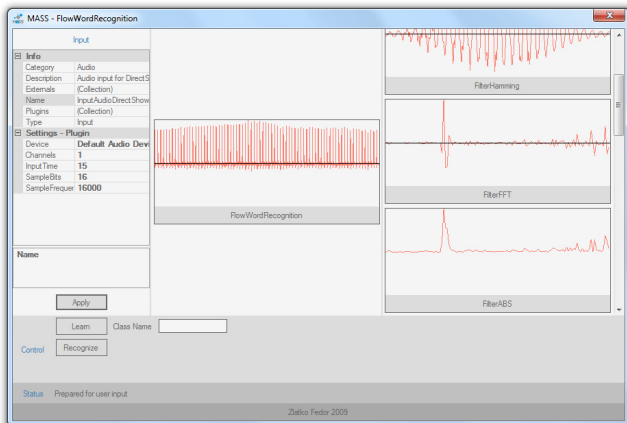 MASS - FlowWordRecognition
Input
Info
Category Audio
Description Audio input for DirectS
Externals (Collection)
Name InputAudioDirectShow
Plugins (Collection)
Type Input
Settings - Plugin
Device Default Audio Devi
Channels 1
InputTime 15
SampleBits 16
SampleFrequer 16000
Name
Apply
FlowWordRecognition
FilterHamming
FilterFFT
FilterABS
Control
Learn Class Name
Recognize
Status Prepared for user input
Zlatko Fedor 2009